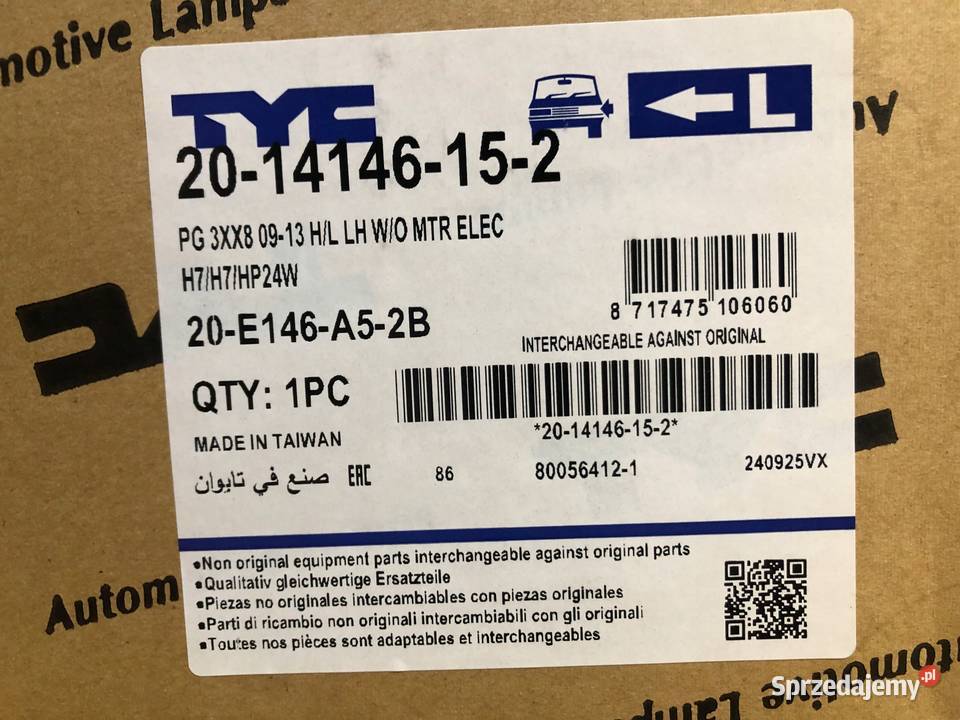 motive Lamps
TYC
L
20-14146-15-2
PG 3XX8 09-13 H/L LH W/O MTR ELEC
H7/H7/HP24W
8 717475 106060
20-E146-A5-2B
INTERCHANGEABLE AGAINST ORIGINAL
QTY: 1PC
*20-14146-15-2*
MADE IN TAIWAN
صنع في تايوان EAC 86 80056412-1 240925VX
•Non original equipment parts interchangeable against original parts
•Qualitativ gleichwertige Ersatzteile
•Piezas no originales intercambiables con piezas originales
•Parti di ricambio non originali intercambiabili con gli originali
•Toutes nos pièces sont adaptables et interchangeables
Autom
utomotive Lamp
Sprzedajemy.pl